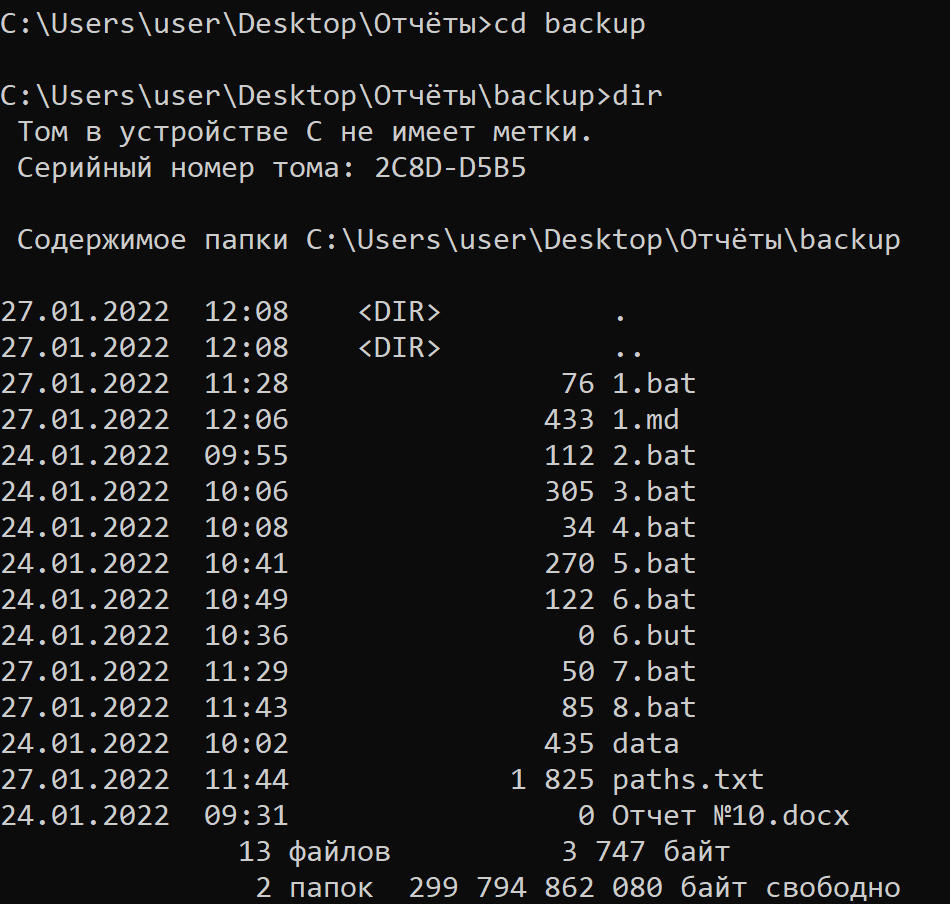 C:\Users\user\Desktop\Отчёты>cd backup
C:\Users\user\Desktop\Отчёты\backup>dir
Том в устройстве C не имеет метки.
Серийный номер тома: 2C8D-D5B5
Содержимое папки C:\Users\user\Desktop\Отчёты\backup
27.01.2022  12:08    <DIR>          .
27.01.2022  12:08    <DIR>          ..
27.01.2022  11:28                76 1.bat
27.01.2022  12:06               433 1.md
24.01.2022  09:55               112 2.bat
24.01.2022  10:06               305 3.bat
24.01.2022  10:08                34 4.bat
24.01.2022  10:41               270 5.bat
24.01.2022  10:49               122 6.bat
24.01.2022  10:36                 0 6.but
27.01.2022  11:29                50 7.bat
27.01.2022  11:43                85 8.bat
24.01.2022  10:02               435 data
27.01.2022  11:44             1 825 paths.txt
24.01.2022  09:31                 0 Отчет №10.docx
13 файлов          3 747 байт
2 папок  299 794 862 080 байт свободно